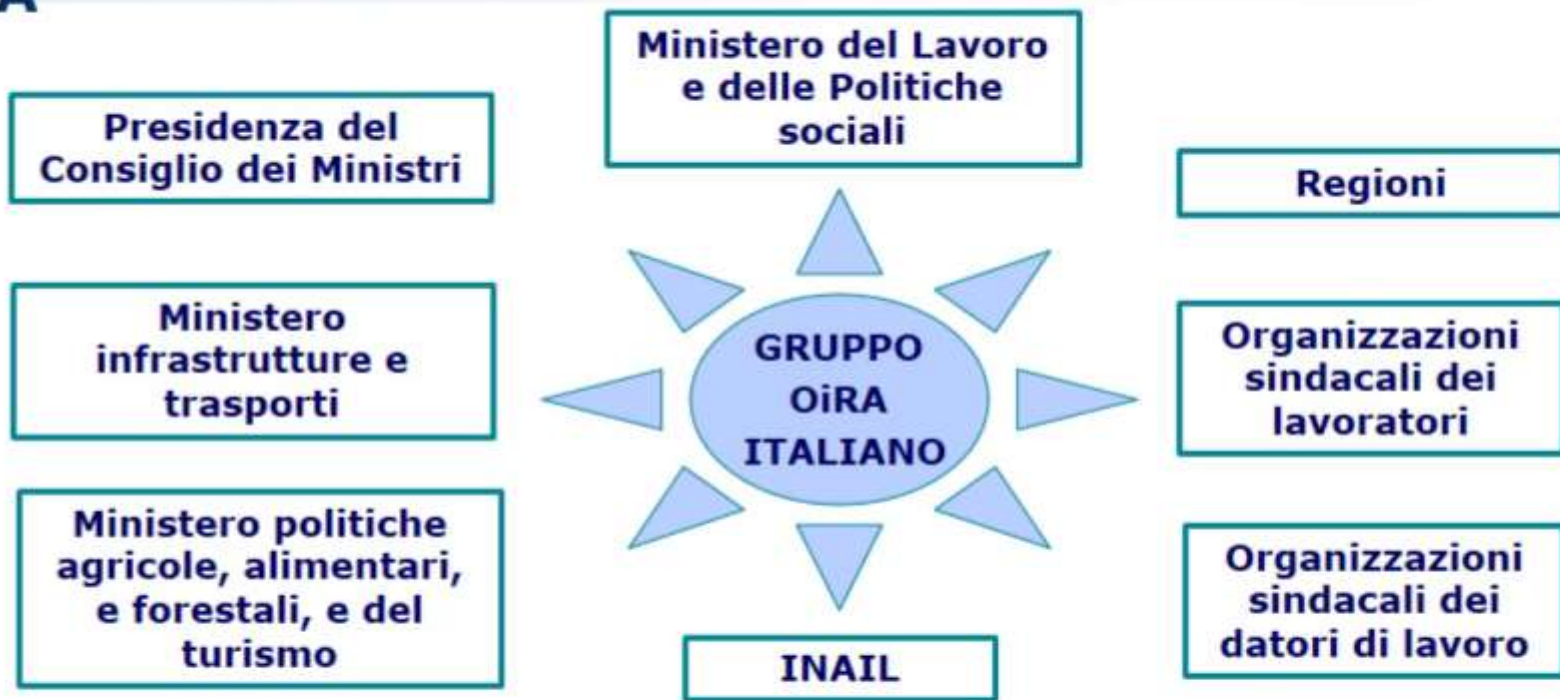 A
Ministero del Lavoro
e delle Politiche
sociali
Presidenza del
Consiglio dei Ministri
Regioni
Ministero
infrastrutture e
trasporti
GRUPPO
OiRA
ITALIANO
Organizzazioni
sindacali dei
lavoratori
Ministero politiche
agricole, alimentari,
e forestali, e del
turismo
INAIL
Organizzazioni
sindacali dei
datori di lavoro